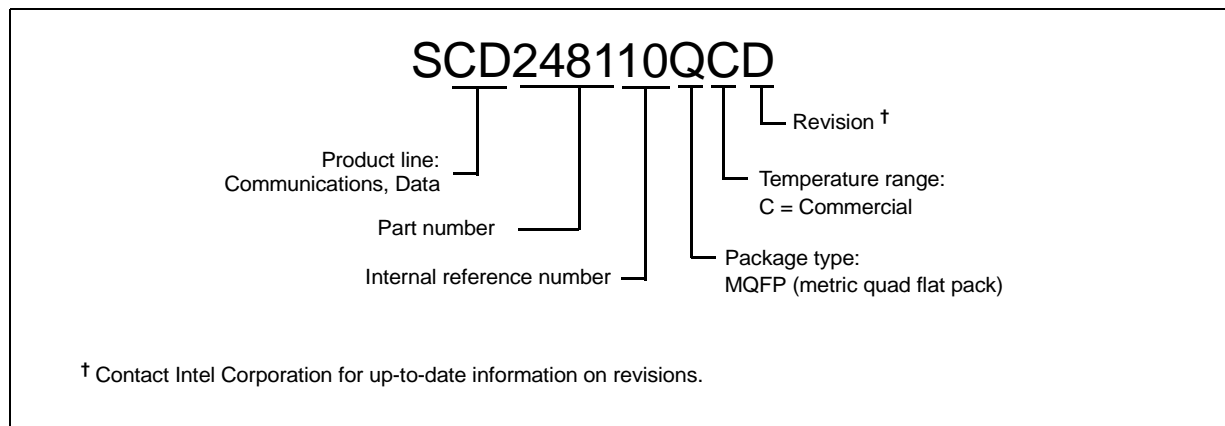 SCD248110QCD
Revision †
Product line:
Communications, Data
Temperature range:
C = Commercial
Part number
Package type:
MQFP (metric quad flat pack)
Internal reference number
† Contact Intel Corporation for up-to-date information on revisions.